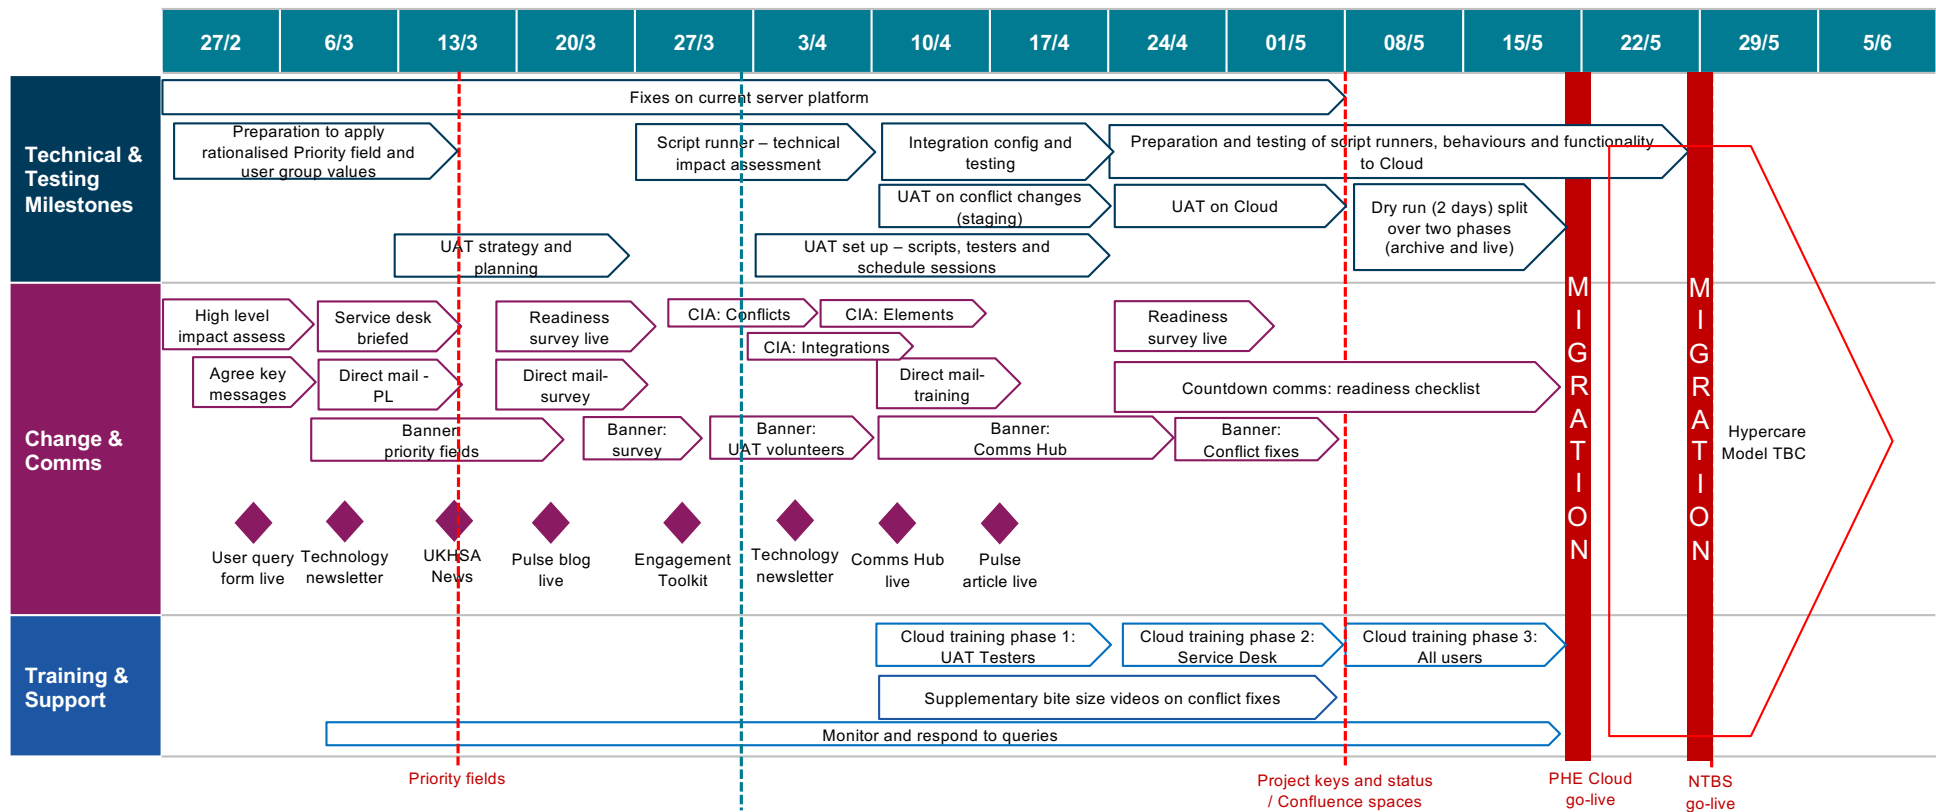 27/2 6/3 13/3 20/3 27/3 3/4 10/4 17/4 24/4 01/5 08/5 15/5 22/5 29/5 5/6
Technical &
Testing
Milestones
Fixes on current server platform
Preparation to apply
rationalised Priority field and
user group values
Script runner – technical
impact assessment
Integration config and
testing
Preparation and testing of script runners, behaviours and functionality
to Cloud
UAT on conflict changes
(staging)
UAT on Cloud
Dry run (2 days) split
over two phases
(archive and live)
UAT strategy and
planning
UAT set up – scripts, testers and
schedule sessions
Change &
Comms
High level
impact assess
Service desk
briefed
Readiness
survey live
CIA: Conflicts
CIA: Elements
CIA: Integrations
Readiness
survey live
Agree key
messages
Direct mail -
PL
Direct mail-
survey
Direct mail-
training
Countdown comms: readiness checklist
Banner:
priority fields
Banner:
survey
Banner:
UAT volunteers
Banner:
Comms Hub
Banner:
Conflict fixes
User query
form live
Technology
newsletter
UKHSA
News
Pulse blog
live
Engagement
Toolkit
Technology
newsletter
Comms Hub
live
Pulse
article live
MIGRATION
MIGRATION
Hypercare
Model TBC
Training &
Support
Cloud training phase 1:
UAT Testers
Cloud training phase 2:
Service Desk
Cloud training phase 3:
All users
Supplementary bite size videos on conflict fixes
Monitor and respond to queries
Priority fields
Project keys and status
/ Confluence spaces
PHE Cloud
go-live
NTBS
go-live